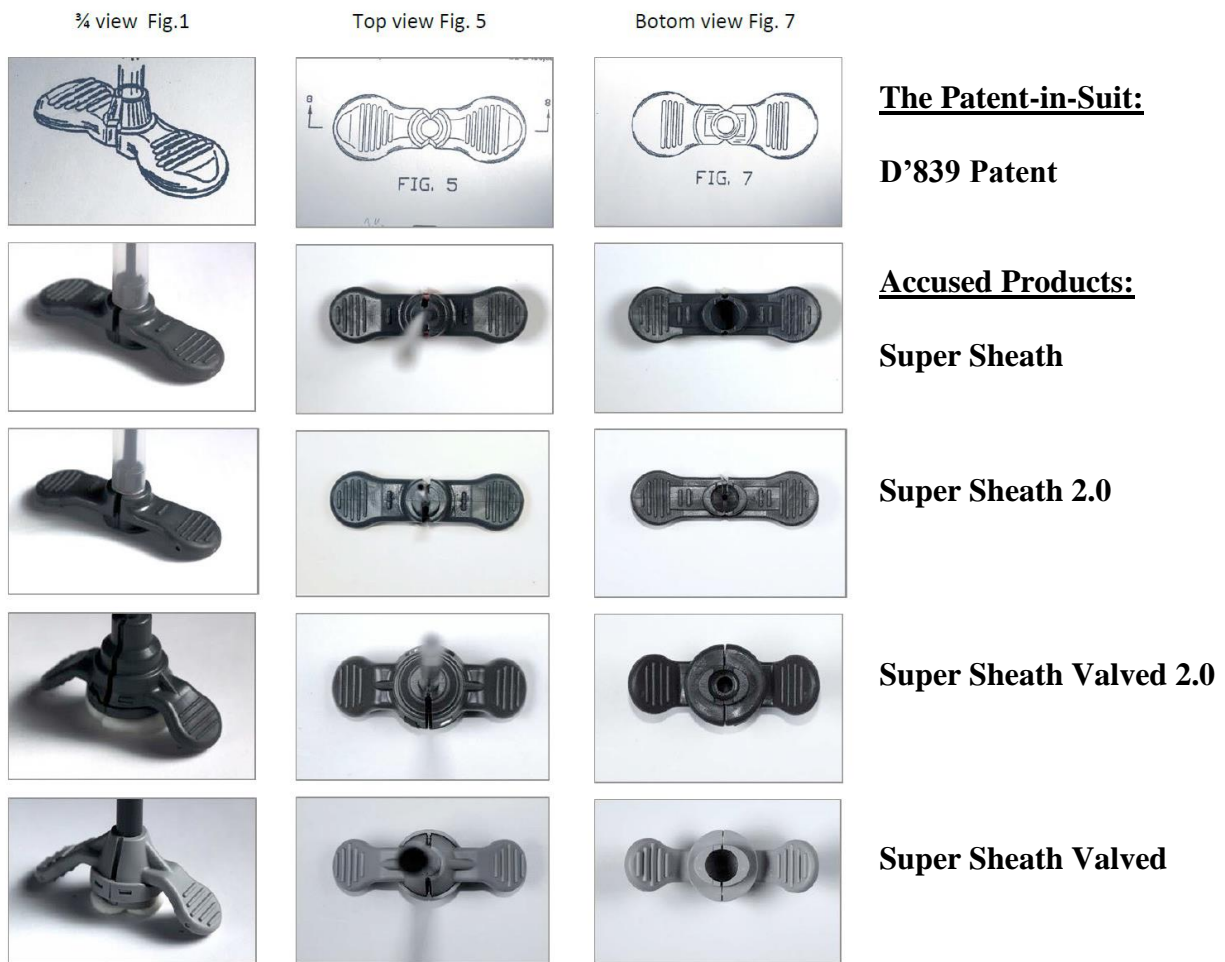 ¾ view Fig.1
Top view Fig. 5
Botom view Fig. 7
The Patent-in-Suit:
D’839 Patent
8
8
FIG. 5
FIG. 7
Accused Products:
Super Sheath
Super Sheath 2.0
Super Sheath Valved 2.0
Super Sheath Valved